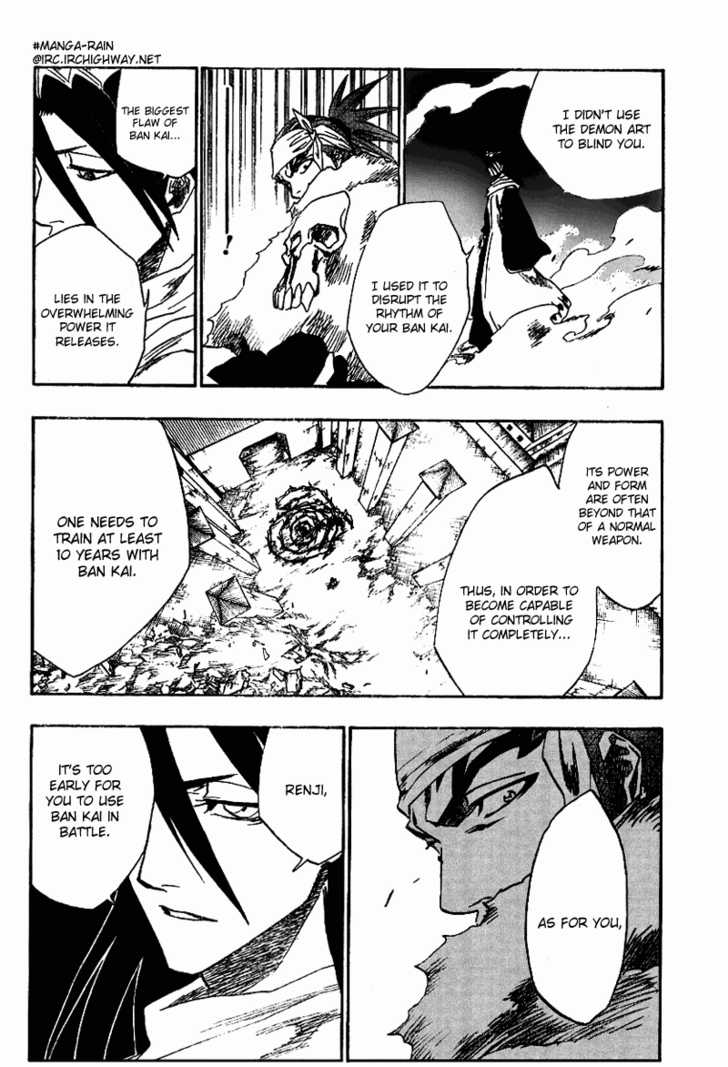 #MANGA-RAIN
@IRC.IRCHIGHWAY.NET
I DIDN'T USE
THE DEMON ART
TO BLIND YOU.
I USED IT TO
DISRUPT THE
RHYTHM OF
YOUR BAN KAI.
!
THE BIGGEST
FLAW OF
BAN KAI...
LIES IN THE
OVERWHELMING
POWER IT
RELEASES.
ITS POWER
AND FORM
ARE OFTEN
BEYOND THAT
OF A NORMAL
WEAPON.
THUS, IN ORDER TO
BECOME CAPABLE
OF CONTROLLING
IT COMPLETELY...
ONE NEEDS TO
TRAIN AT LEAST
10 YEARS WITH
BAN KAI.
AS FOR YOU,
RENJI,
IT'S TOO
EARLY FOR
YOU TO USE
BAN KAI IN
BATTLE.